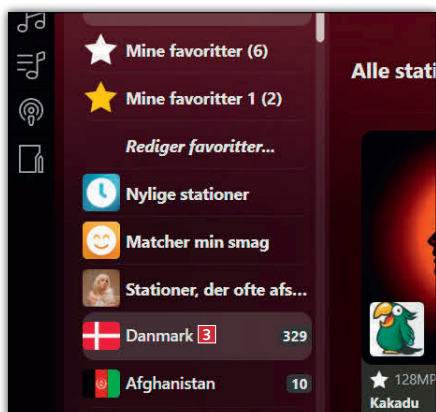 Mine favoritter (6)
Alle stati
Mine favoritter 1 (2)
Rediger favoritter...
Nylige stationer
Matcher min smag
Stationer, der ofte afs...
Danmark 3 329
Afghanistan 10
128MP
Kakadu